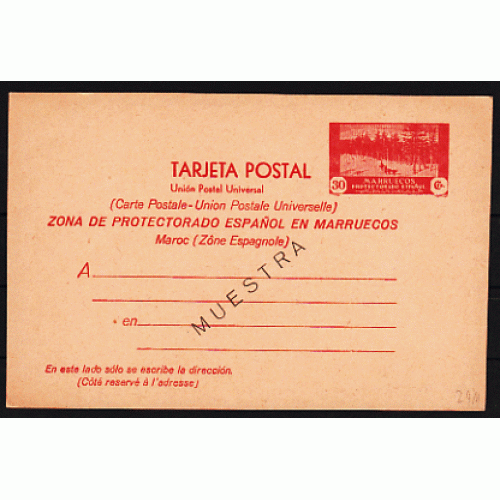 TARJETA POSTAL
Unión Postal Universal
(Carte Postale-Union Postale Universelle)
ZONA DE PROTECTORADO ESPAÑOL EN MARRUECOS
Maroc (Zône Espagnole)
30 MARRUECOS Cts.
PROTECTORADO ESPAÑOL
A
en
MUESTRA
En este lado sólo se escribe la dirección.
(Côté reservé à l'adresse)